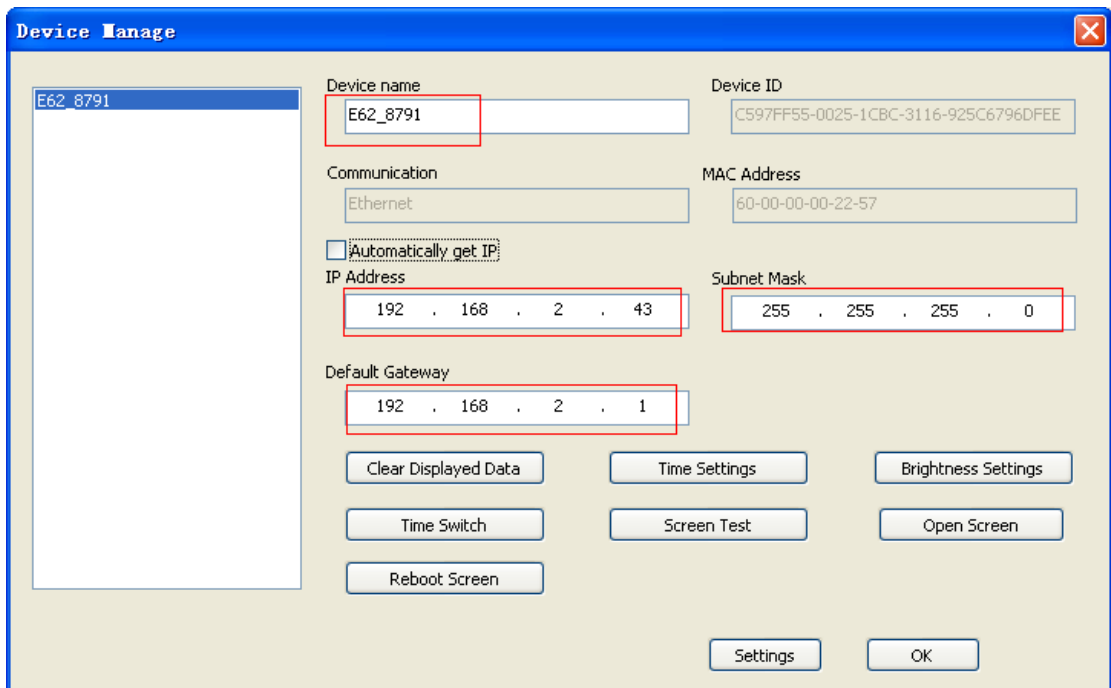 Device Manage
E62_8791
Device name
E62_8791
Device ID
C597FF55-0025-1CBC-3116-925C6796DFEE
Communication
Ethernet
MAC Address
60-00-00-00-22-57
Automatically get IP
IP Address
192 . 168 . 2 . 43
Subnet Mask
255 . 255 . 255 . 0
Default Gateway
192 . 168 . 2 . 1
Clear Displayed Data
Time Settings
Brightness Settings
Time Switch
Screen Test
Open Screen
Reboot Screen
Settings
OK